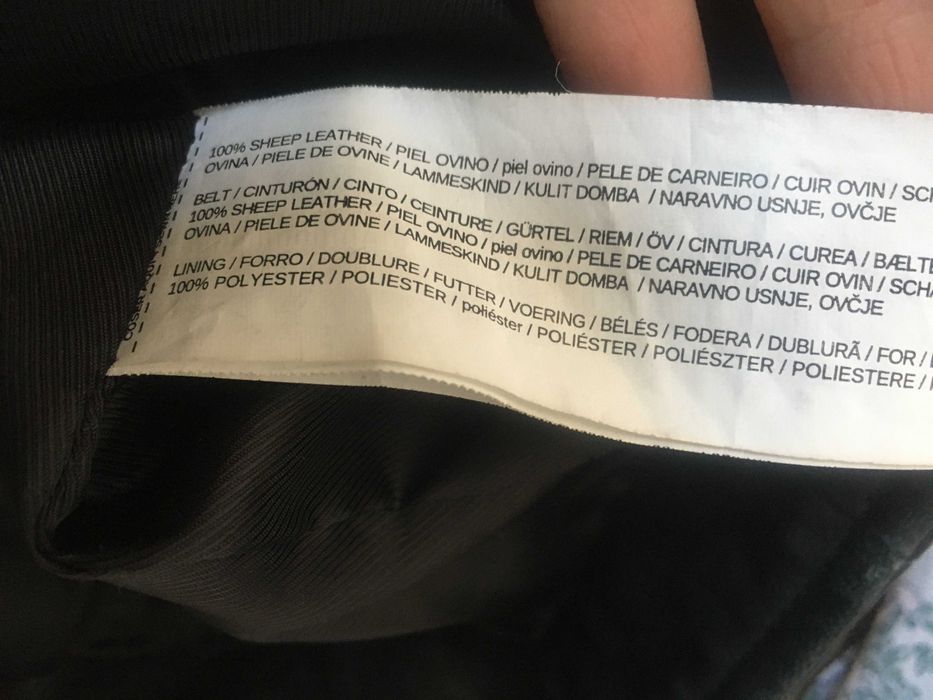 100% SHEEP LEATHER / PIEL OVINO / piel ovino / PELE DE CARNEIRO / CUIR OVIN /
OVINA / PIELE DE OVINE / LAMMESKIND / KULIT DOMBA / NARAVNO USNJE, OVČJE
BELT / CINTURÓN / CINTO / CEINTURE / GÜRTEL / RIEM / ÖV / CINTURA / CUREA / BÆLTE
100% SHEEP LEATHER / PIEL OVINO / piel ovino / PELE DE CARNEIRO / CUIR OVIN /
OVINA / PIELE DE OVINE / LAMMESKIND / KULIT DOMBA / NARAVNO USNJE, OVČJE
LINING / FORRO / DOUBLURE / FUTTER / VOERING / BÉLÉS / FODERA / DUBLURÃ / FOR /
100% POLYESTER / POLIESTER / poliéster / POLIÉSTER / POLIÉSZTER / POLIESTERE /
COSER